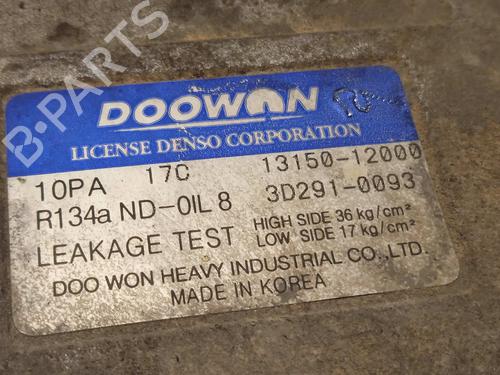 DOOWON
LICENSE DENSO CORPORATION
10PA 17C 13150-12000
R134a ND-OIL 8 3D291-0093
LEAKAGE TEST HIGH SIDE 36 kg/cm²
LOW SIDE 17 kg/cm²
DOO WON HEAVY INDUSTRIAL CO., LTD.
MADE IN KOREA
B-PARTS